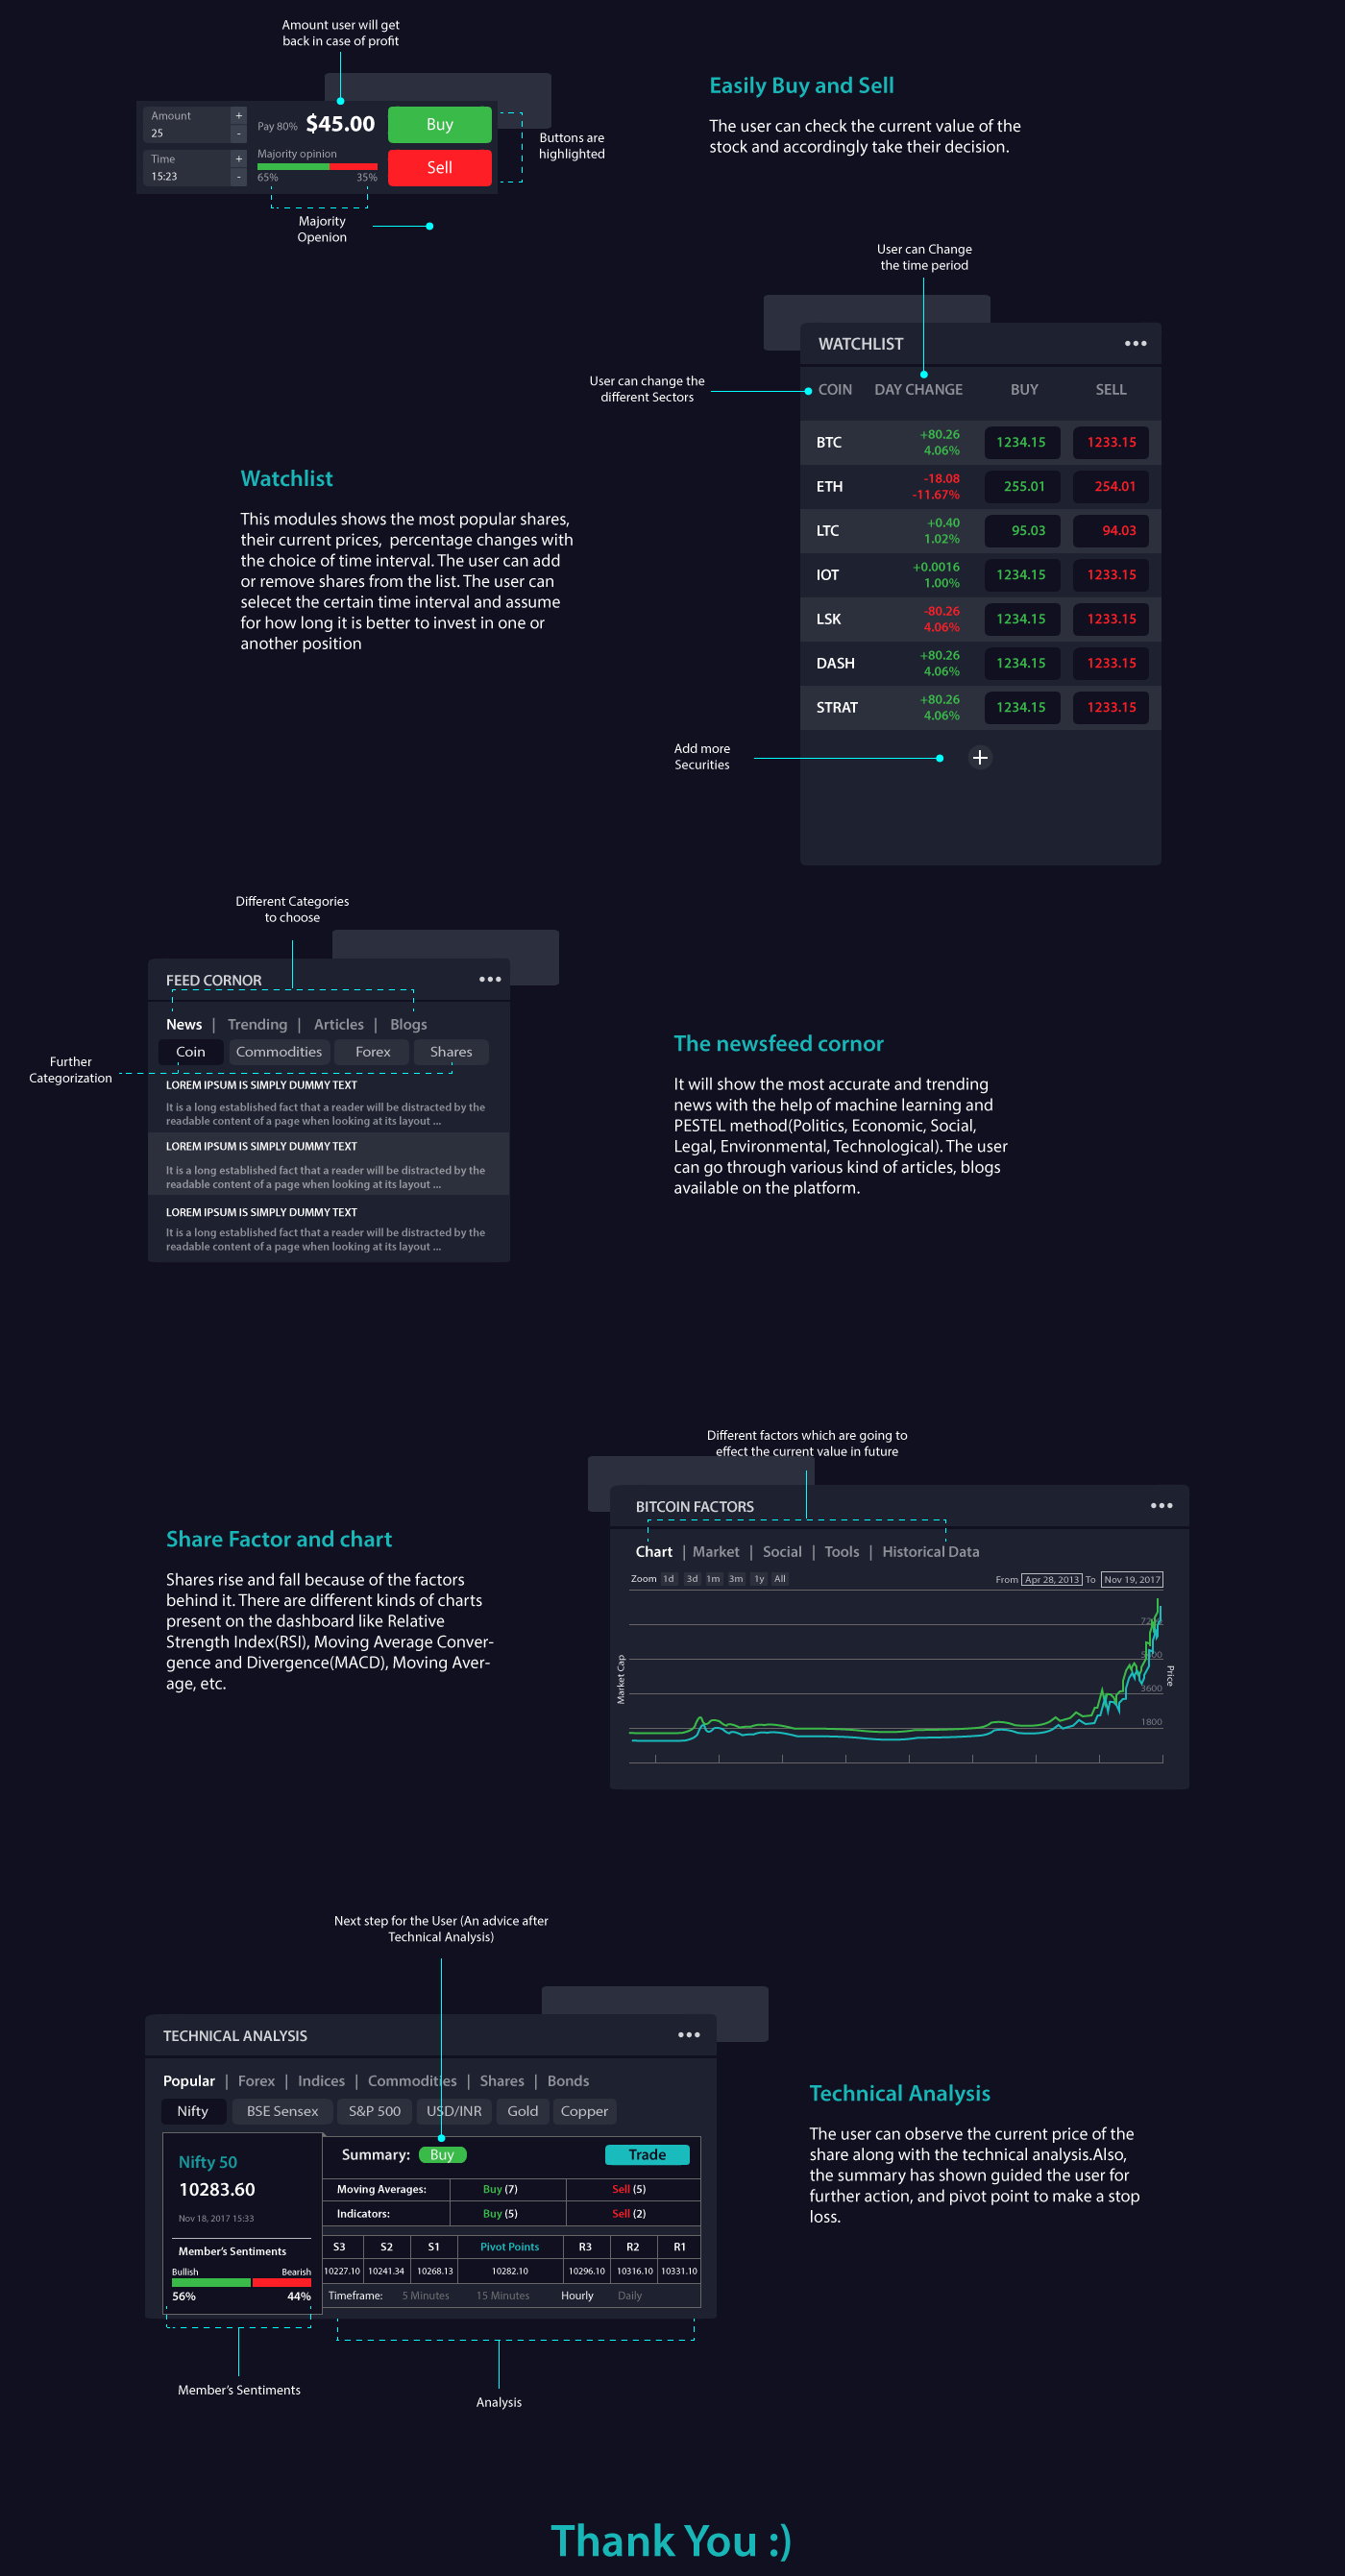 Amount user will get
back in case of profit
Amount
25
+
-
Time
15:23
+
-
Pay 80%
$45.00
Majority opinion
65%
35%
Buy
Sell
Buttons are
highlighted
Majority
Openion
Easily Buy and Sell
The user can check the current value of the
stock and accordingly take their decision.
User can Change
the time period
User can change the
different Sectors
WATCHLIST
COIN DAY CHANGE BUY SELL
BTC +80.26 4.06% 1234.15 1233.15
ETH -18.08 -11.67% 255.01 254.01
LTC +0.40 1.02% 95.03 94.03
IOT +0.0016 1.00% 1234.15 1233.15
LSK -80.26 4.06% 1234.15 1233.15
DASH +80.26 4.06% 1234.15 1233.15
STRAT +80.26 4.06% 1234.15 1233.15
Add more
Securities
+
Watchlist
This modules shows the most popular shares,
their current prices, percentage changes with
the choice of time interval. The user can add
or remove shares from the list. The user can
selecet the certain time interval and assume
for how long it is better to invest in one or
another position
Different Categories
to choose
FEED CORNOR
News | Trending | Articles | Blogs
Coin Commodities Forex Shares
Further
Categorization
LOREM IPSUM IS SIMPLY DUMMY TEXT
It is a long established fact that a reader will be distracted by the
readable content of a page when looking at its layout ...
LOREM IPSUM IS SIMPLY DUMMY TEXT
It is a long established fact that a reader will be distracted by the
readable content of a page when looking at its layout ...
LOREM IPSUM IS SIMPLY DUMMY TEXT
It is a long established fact that a reader will be distracted by the
readable content of a page when looking at its layout ...
The newsfeed cornor
It will show the most accurate and trending
news with the help of machine learning and
PESTEL method(Politics, Economic, Social,
Legal, Environmental, Technological). The user
can go through various kind of articles, blogs
available on the platform.
Different factors which are going to
effect the current value in future
BITCOIN FACTORS
Chart | Market | Social | Tools | Historical Data
Zoom 1d 3d 1m 3m 1y All
From Apr 28, 2013 To Nov 19, 2017
Market Cap
Price
3600
1800
Share Factor and chart
Shares rise and fall because of the factors
behind it. There are different kinds of charts
present on the dashboard like Relative
Strength Index(RSI), Moving Average Conver-
gence and Divergence(MACD), Moving Aver-
age, etc.
Next step for the User (An advice after
Technical Analysis)
TECHNICAL ANALYSIS
Popular | Forex | Indices | Commodities | Shares | Bonds
Nifty BSE Sensex S&P 500 USD/INR Gold Copper
Nifty 50
10283.60
Nov 18, 2017 15:33
Member's Sentiments
Bullish Bearish
56% 44%
Summary: Buy Trade
Moving Averages: Buy (7) Sell (5)
Indicators: Buy (5) Sell (2)
S3 S2 S1 Pivot Points R3 R2 R1
10227.10 10241.34 10268.13 10282.10 10296.10 10316.10 10331.10
Timeframe: 5 Minutes 15 Minutes Hourly Daily
Member's Sentiments
Analysis
Technical Analysis
The user can observe the current price of the
share along with the technical analysis.Also,
the summary has shown guided the user for
further action, and pivot point to make a stop
loss.
Thank You :)